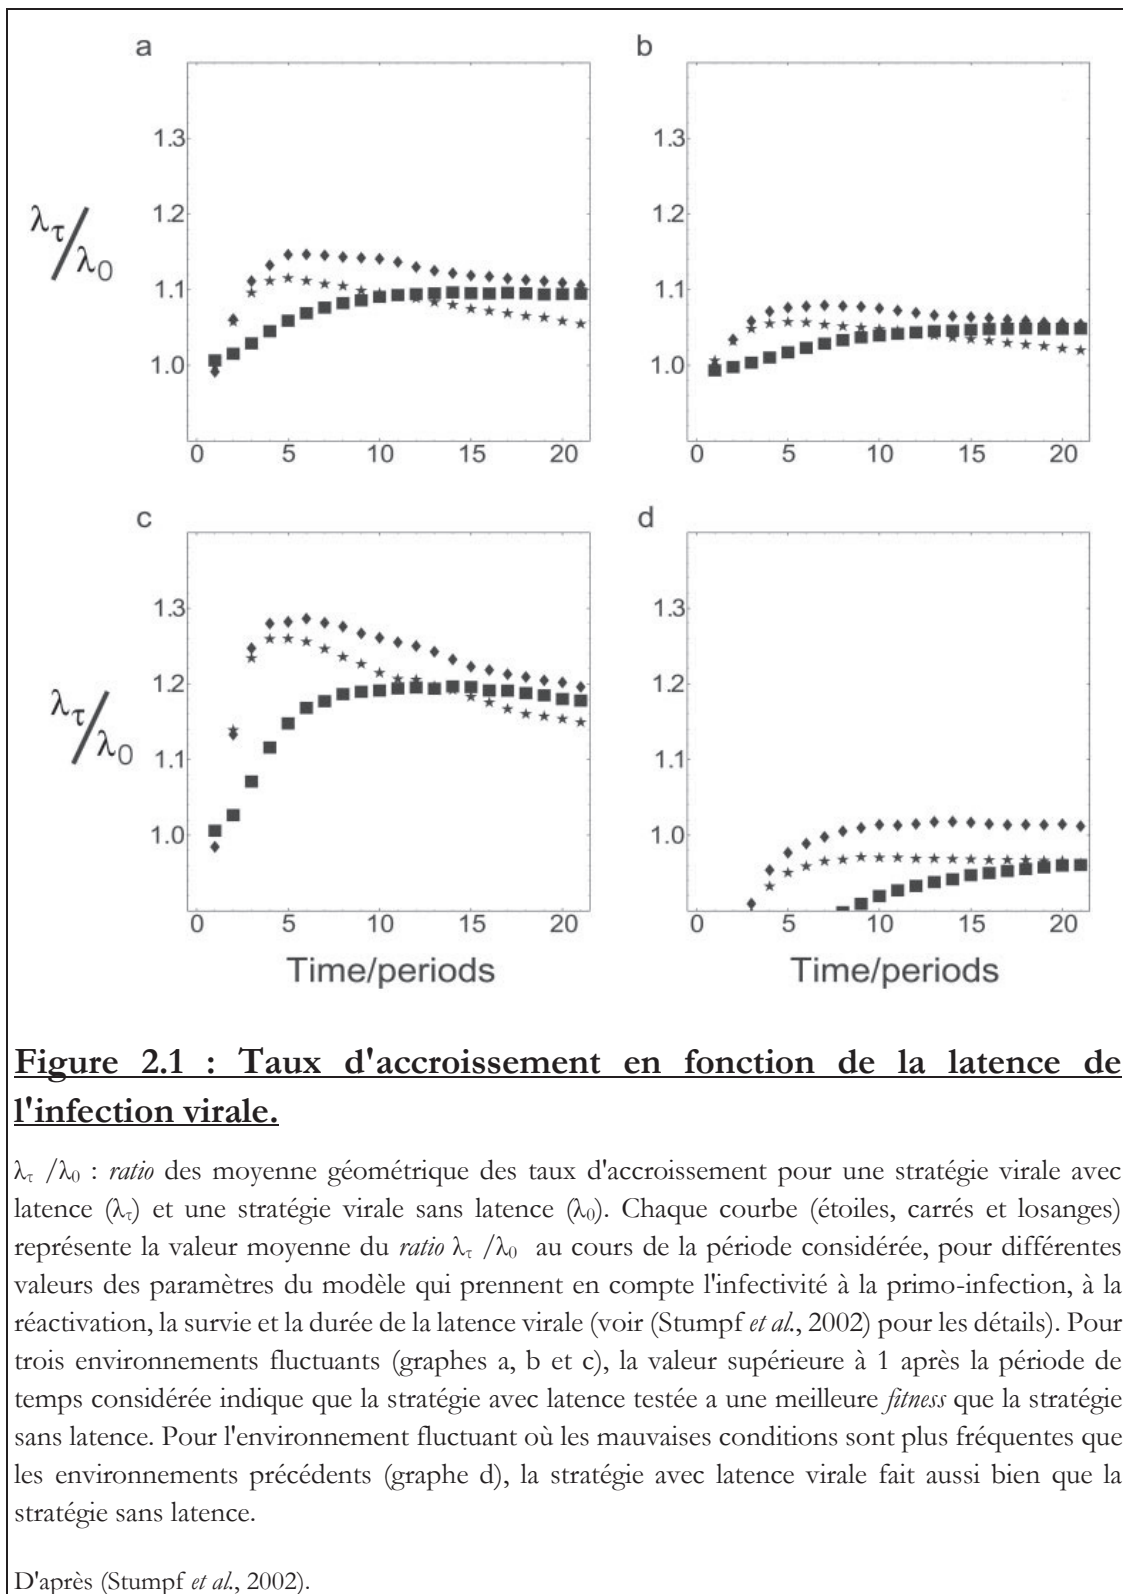 a
b
1.3
1.2
1.1
1.0
0 5 10 15 20
1.3
1.2
1.1
1.0
0 5 10 15 20
λτ/λ0
c
d
1.3
1.2
1.1
1.0
0 5 10 15 20
1.3
1.2
1.1
1.0
0 5 10 15 20
λτ/λ0
Time/periods
Time/periods
Figure 2.1 : Taux d'accroissement en fonction de la latence de
l'infection virale.
λτ /λ0 : ratio des moyenne géométrique des taux d'accroissement pour une stratégie virale avec
latence (λτ) et une stratégie virale sans latence (λ0). Chaque courbe (étoiles, carrés et losanges)
représente la valeur moyenne du ratio λτ /λ0 au cours de la période considérée, pour différentes
valeurs des paramètres du modèle qui prennent en compte l'infectivité à la primo-infection, à la
réactivation, la survie et la durée de la latence virale (voir (Stumpf et al., 2002) pour les détails). Pour
trois environnements fluctuants (graphes a, b et c), la valeur supérieure à 1 après la période de
temps considérée indique que la stratégie avec latence testée a une meilleure fitness que la stratégie
sans latence. Pour l'environnement fluctuant où les mauvaises conditions sont plus fréquentes que
les environnements précédents (graphe d), la stratégie avec latence virale fait aussi bien que la
stratégie sans latence.
D'après (Stumpf et al., 2002).